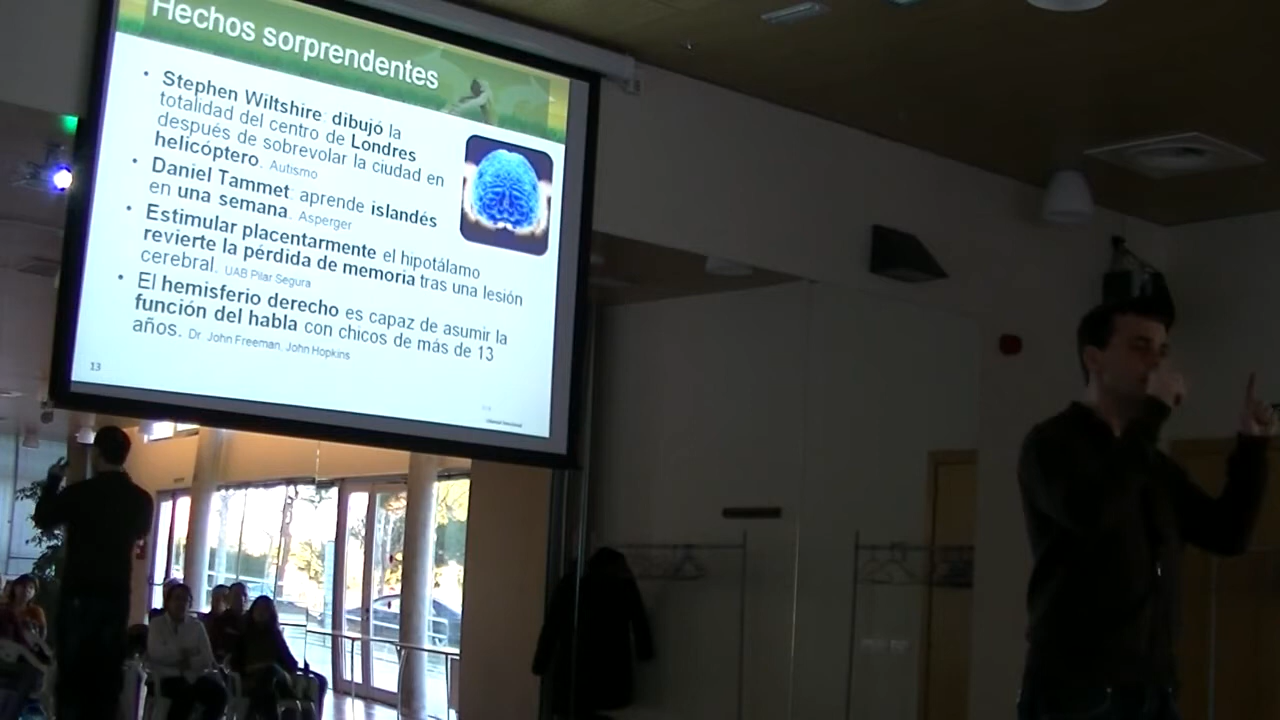 Hechos sorprendentes
• Stephen Wiltshire: dibujó la
totalidad del centro de Londres
después de sobrevolar la ciudad en
helicóptero. Autismo
• Daniel Tammet: aprende islandés
en una semana. Asperger
• Estimular placentarmente el hipotálamo
revierte la pérdida de memoria tras una lesión
cerebral. UAB Pilar Segura
• El hemisferio derecho es capaz de asumir la
función del habla con chicos de más de 13
años. Dr. John Freeman, John Hopkins
13